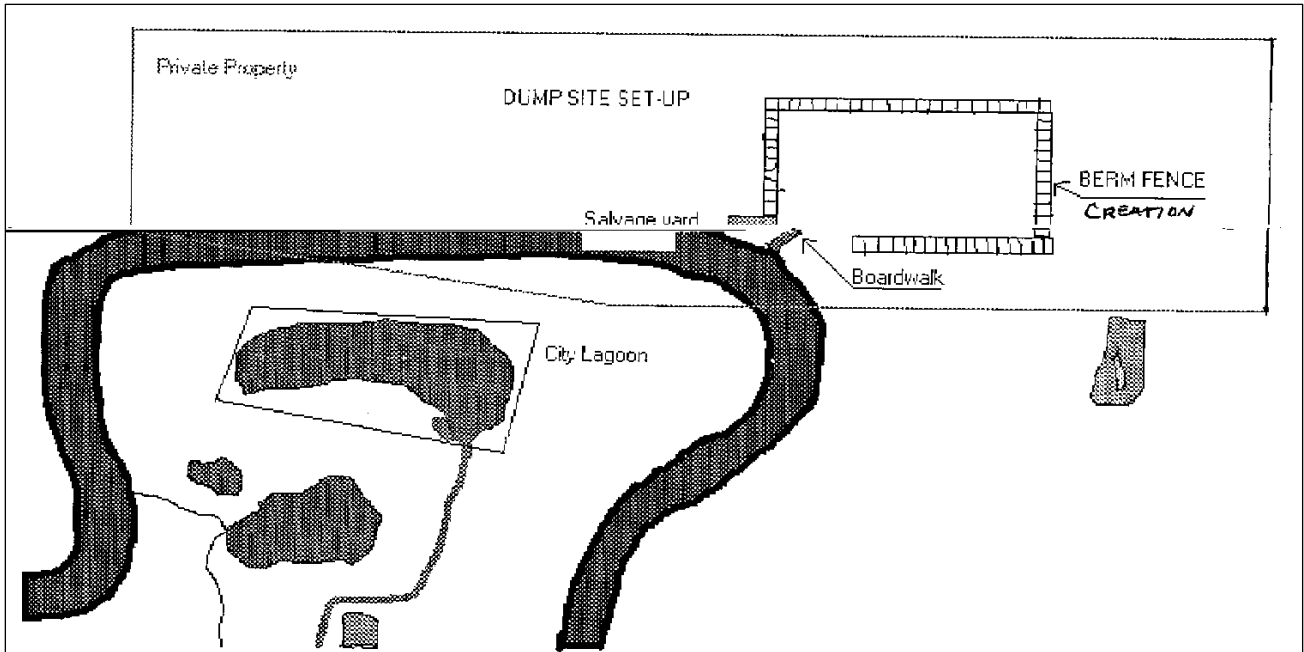 Private Property
DUMP SITE SET-UP
BERM FENCE
CREATION
Salvage yard
Boardwalk
City Lagoon